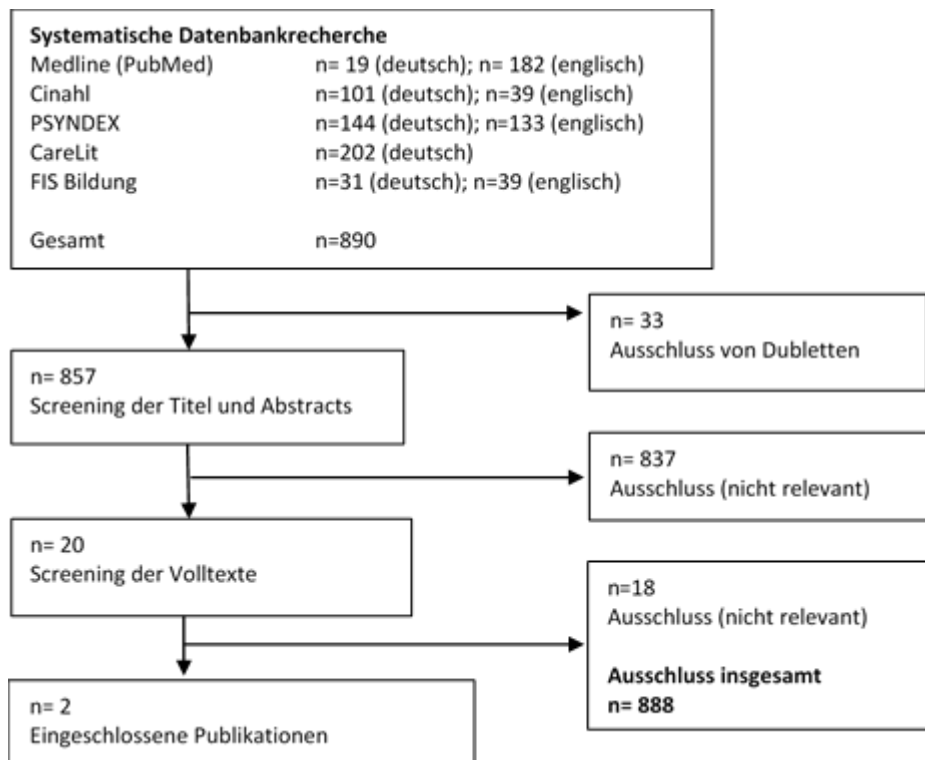 Systematische Datenbankrecherche
Medline (PubMed) n= 19 (deutsch); n= 182 (englisch)
Cinahl n=101 (deutsch); n=39 (englisch)
PSYNDEX n=144 (deutsch); n=133 (englisch)
CareLit n=202 (deutsch)
FIS Bildung n=31 (deutsch); n=39 (englisch)
Gesamt n=890
n= 33
Ausschluss von Dubletten
n= 857
Screening der Titel und Abstracts
n= 837
Ausschluss (nicht relevant)
n= 20
Screening der Volltexte
n=18
Ausschluss (nicht relevant)
Ausschluss insgesamt
n= 888
n= 2
Eingeschlossene Publikationen